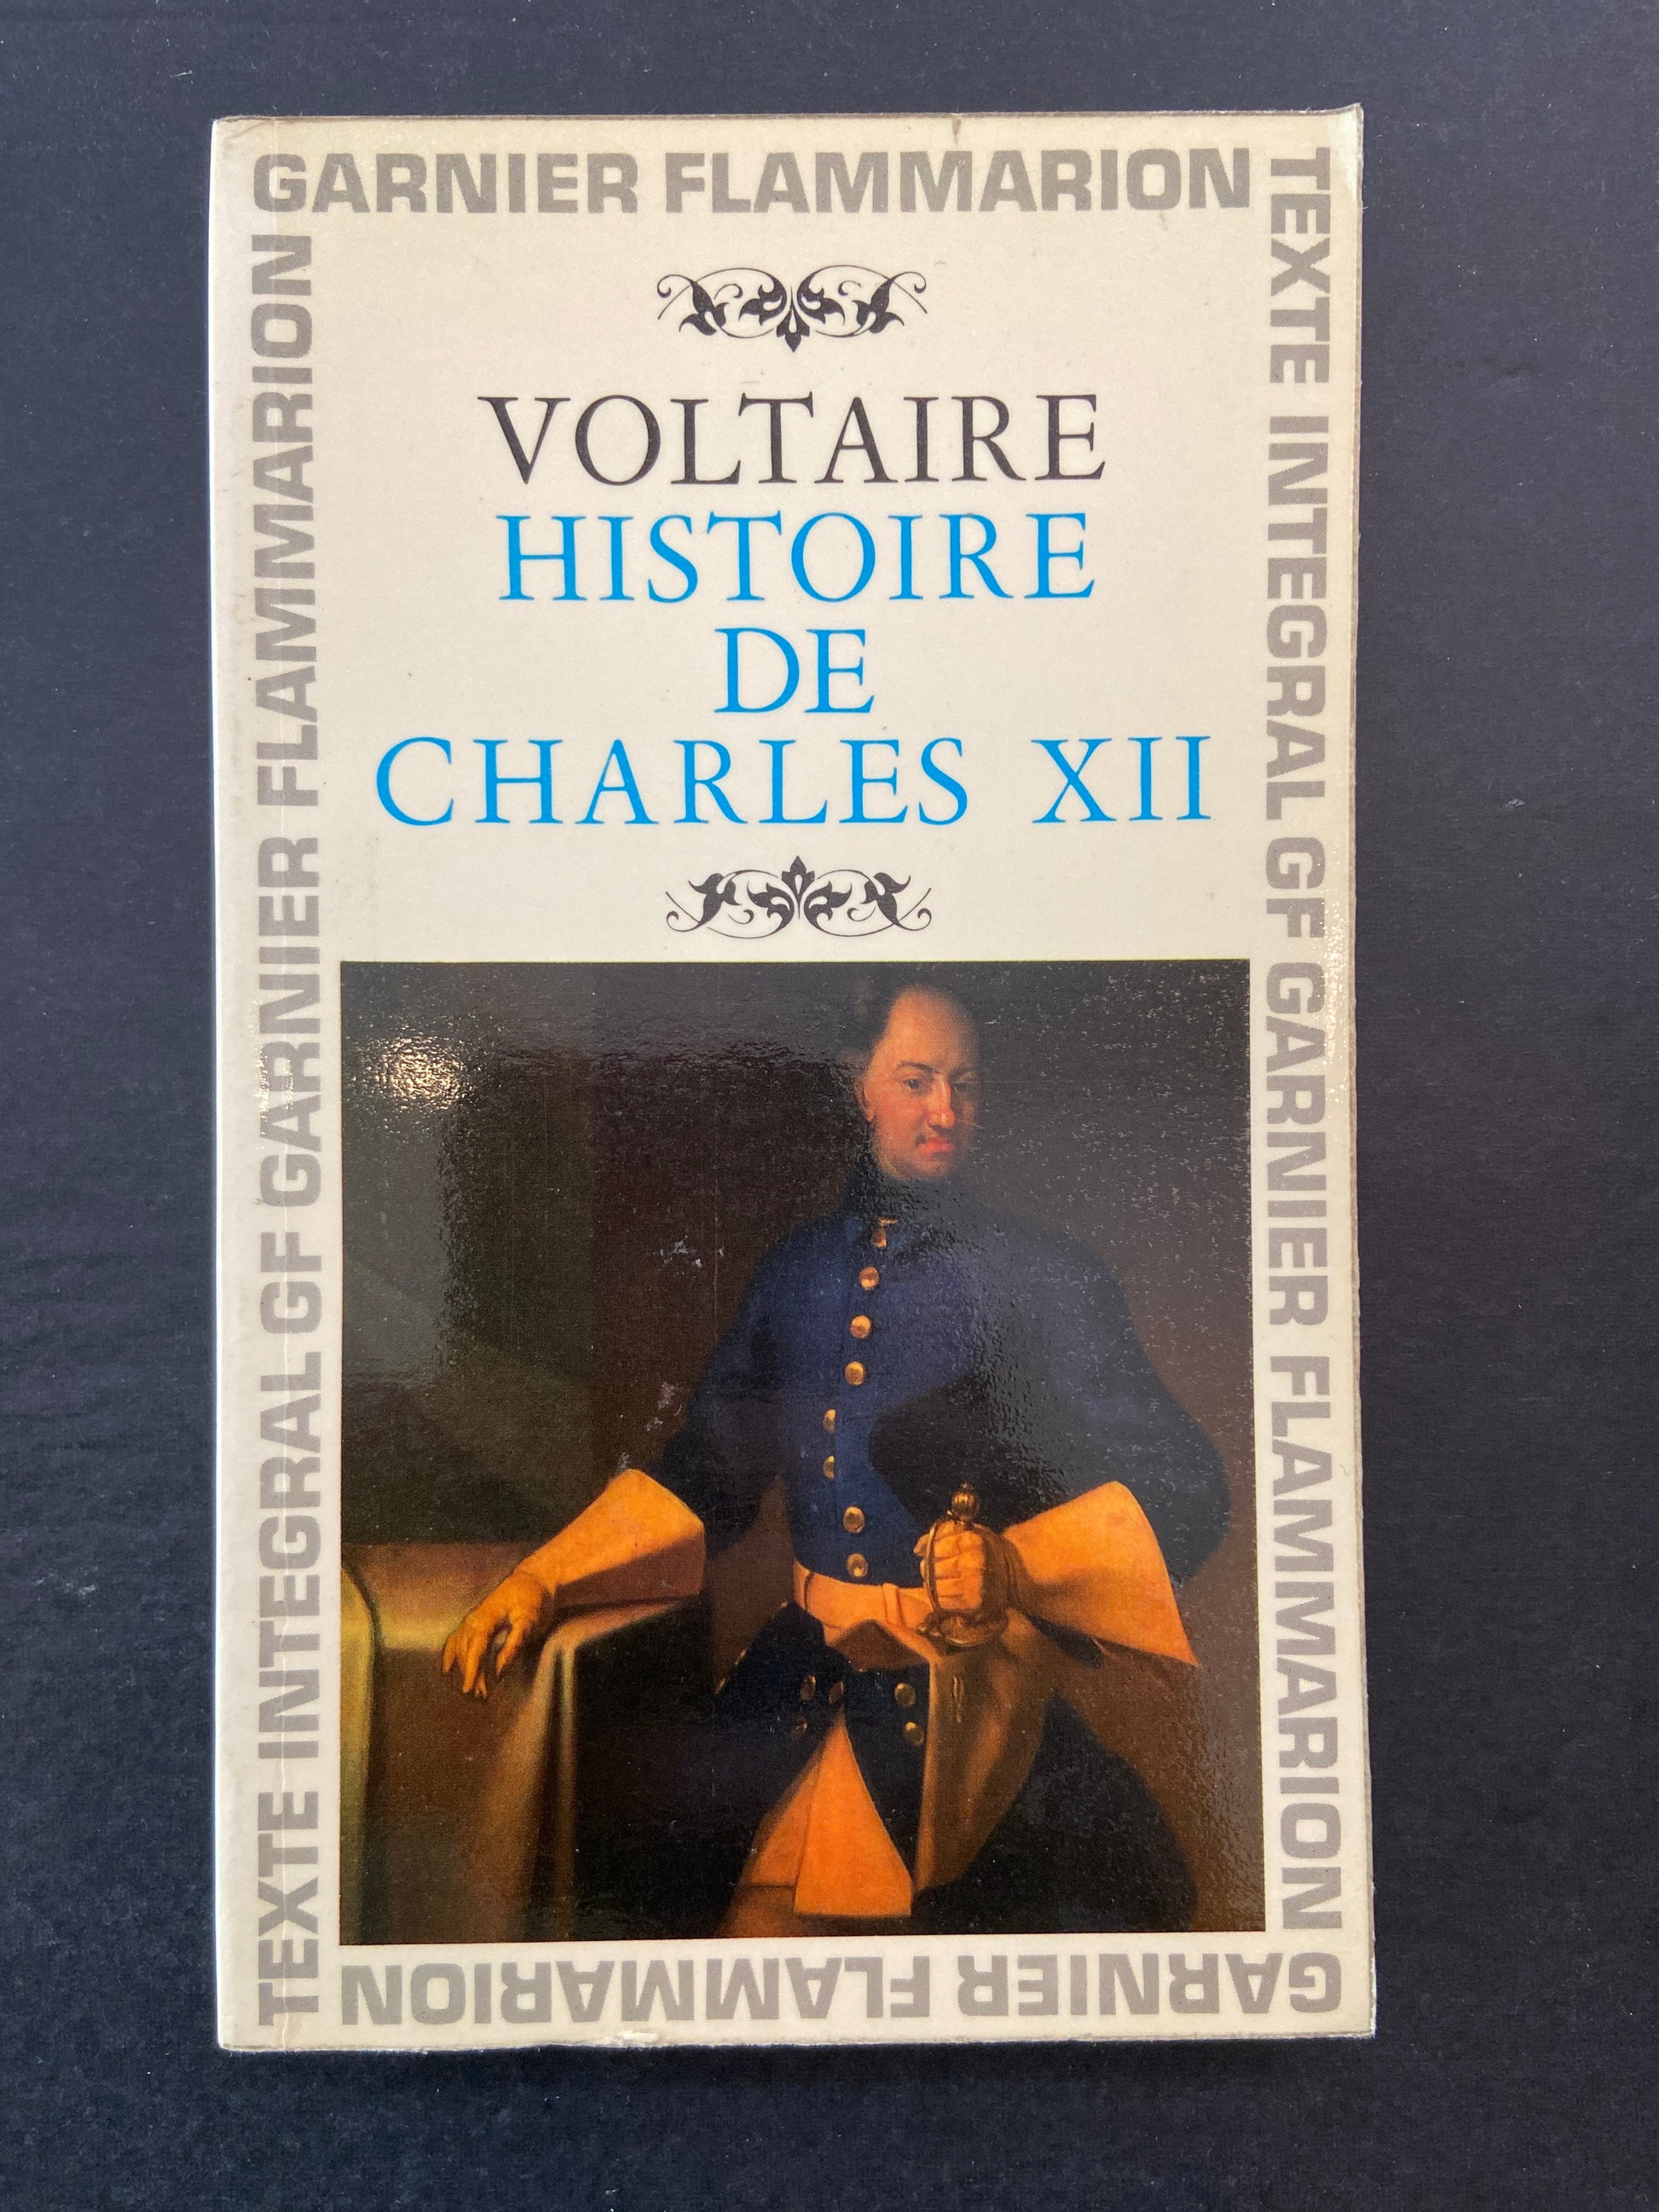 GARNIER FLAMMARION
TEXTE INTEGRAL GF GARNIER FLAMMARION
VOLTAIRE
HISTOIRE
DE
CHARLES XII
TEXTE INTEGRAL GF GARNIER FLAMMARION
GARNIER FLAMMARION